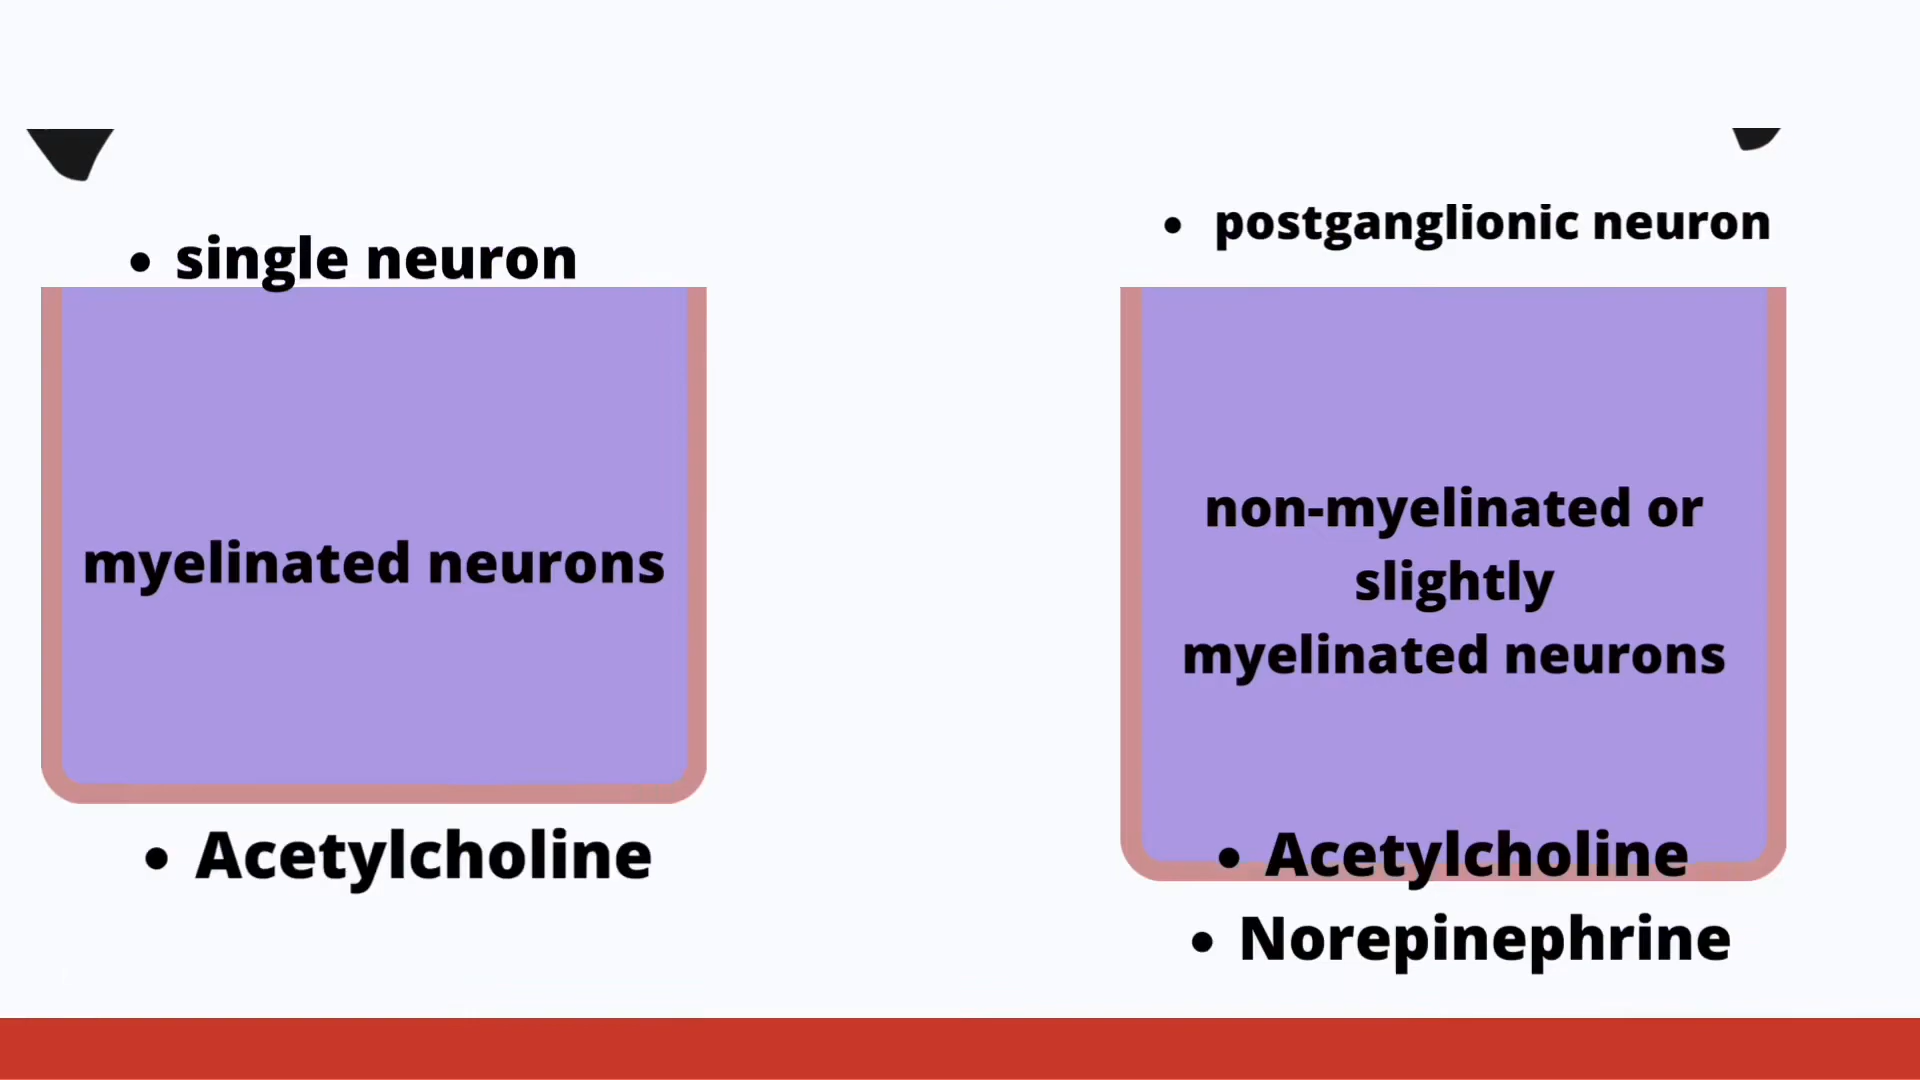 • single neuron
myelinated neurons
• Acetylcholine
• postganglionic neuron
non-myelinated or
slightly
myelinated neurons
• Acetylcholine
• Norepinephrine